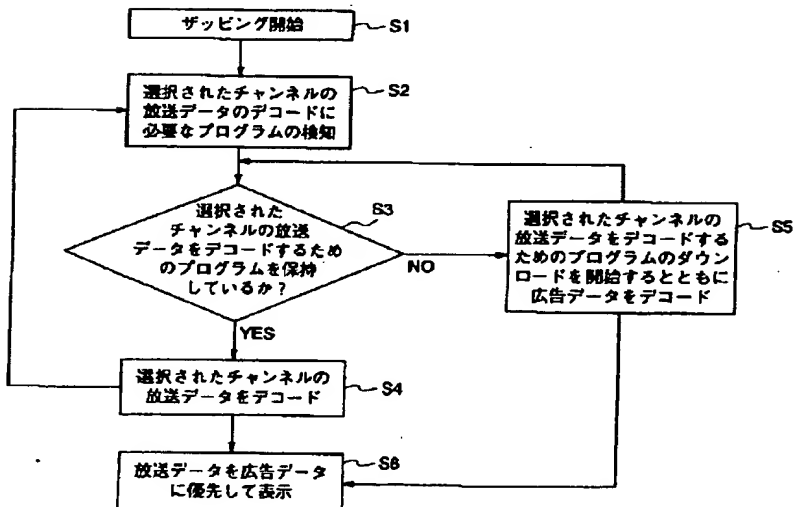 ザッピング開始
S1
選択されたチャンネルの
放送データのデコードに
必要なプログラムの検知
S2
選択された
チャンネルの放送
データをデコードするため
のプログラムを保持
しているか?
S3
NO
YES
選択されたチャンネルの
放送データをデコードする
ためのプログラムのダウン
ロードを開始するとともに
広告データをデコード
S5
選択されたチャンネルの
放送データをデコード
S4
放送データを広告データ
に優先して表示
S6